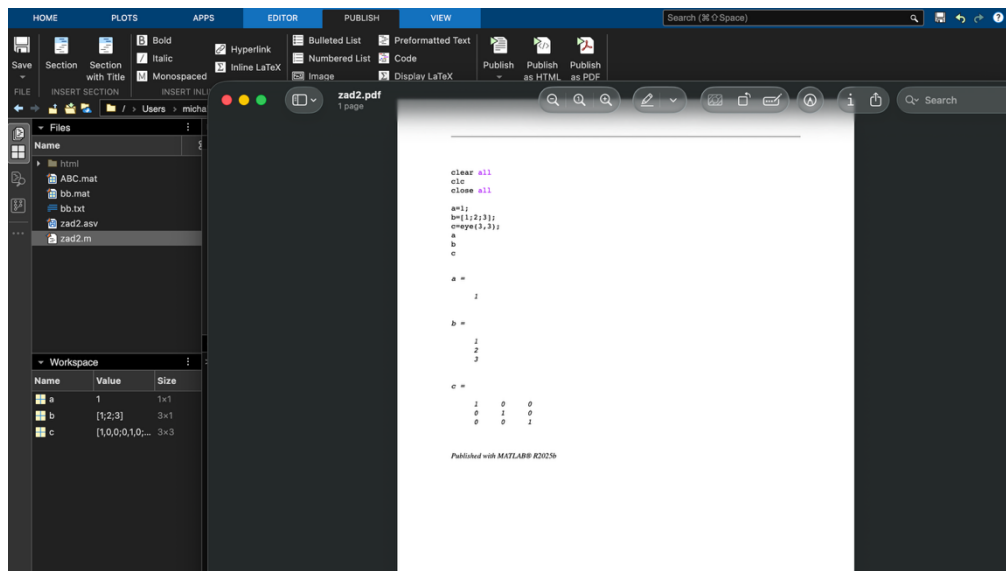 HOME PLOTS APPS EDITOR PUBLISH VIEW Search (⌘⇧Space)
Save
FILE
Section
Section with Title
INSERT SECTION
B Bold
I Italic
M Monospaced
Hyperlink
Σ Inline LaTeX
INSERT INLI
Bulleted List
Numbered List
Image
Preformatted Text
Code
Σ Display LaTeX
Publish
Publish as HTML
Publish as PDF
/ › Users › micha
Files
Name
html
ABC.mat
bb.mat
bb.txt
zad2.asv
zad2.m
Workspace
Name Value Size
a 1 1×1
b [1;2;3] 3×1
c [1,0,0;0,1,0;... 3×3
zad2.pdf
1 page
Search
clear all
clc
close all
a=1;
b=[1;2;3];
c=eye(3,3);
a
b
c
a =
1
b =
1
2
3
c =
1 0 0
0 1 0
0 0 1
Published with MATLAB® R2025b